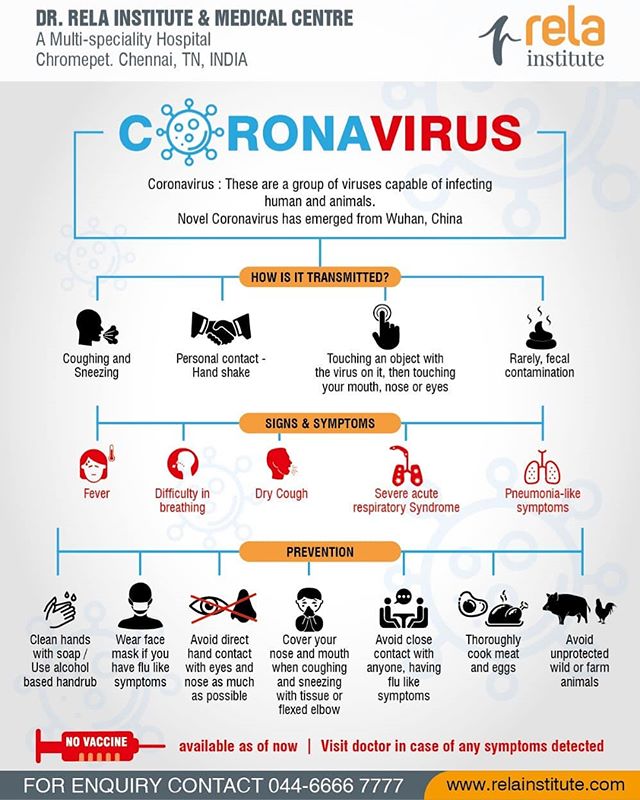 DR. RELA INSTITUTE & MEDICAL CENTRE
A Multi-speciality Hospital
Chromepet. Chennai, TN, INDIA
rela
institute
CORONAVIRUS
Coronavirus : These are a group of viruses capable of infecting
human and animals.
Novel Coronavirus has emerged from Wuhan, China
HOW IS IT TRANSMITTED?
Coughing and
Sneezing
Personal contact -
Hand shake
Touching an object with
the virus on it, then touching
your mouth, nose or eyes
Rarely, fecal
contamination
SIGNS & SYMPTOMS
Fever
Difficulty in
breathing
Dry Cough
Severe acute
respiratory Syndrome
Pneumonia-like
symptoms
PREVENTION
Clean hands
with soap /
Use alcohol
based handrub
Wear face
mask if you
have flu like
symptoms
Avoid direct
hand contact
with eyes and
nose as much
as possible
Cover your
nose and mouth
when coughing
and sneezing
with tissue or
flexed elbow
Avoid close
contact with
anyone, having
flu like
symptoms
Thoroughly
cook meat
and eggs
Avoid
unprotected
wild or farm
animals
NO VACCINE
available as of now | Visit doctor in case of any symptoms detected
FOR ENQUIRY CONTACT 044-6666 7777
www.relainstitute.com